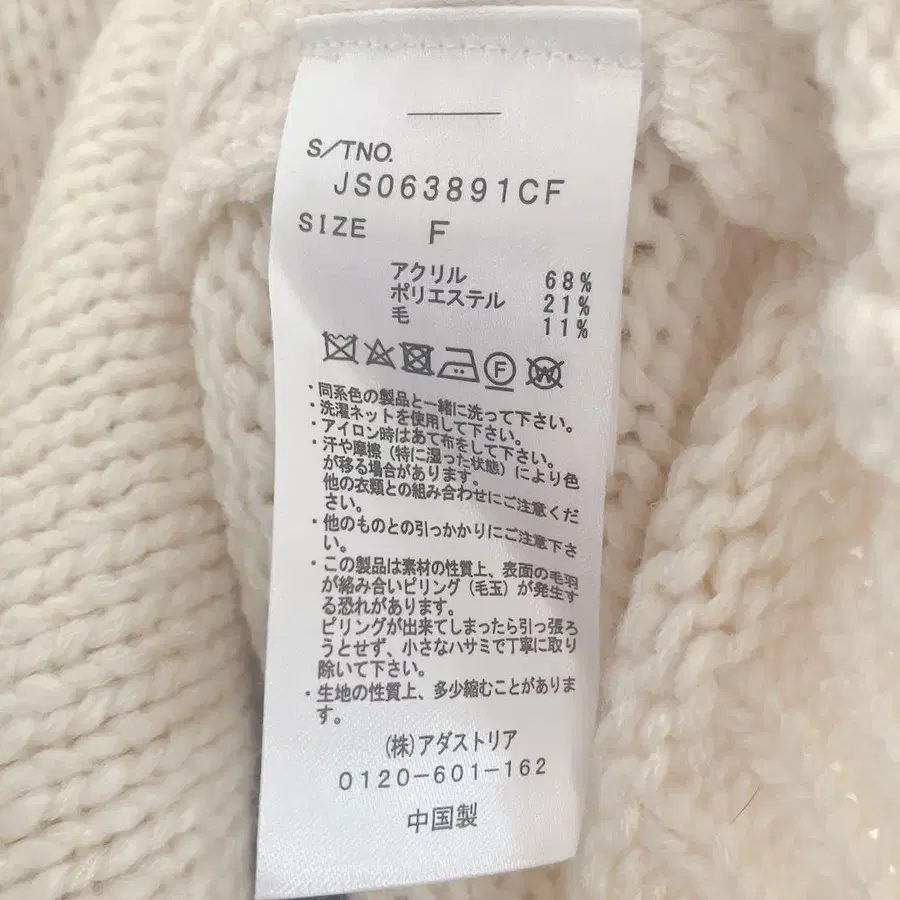 S/TNO.
JS063891CF
SIZE F
アクリル 68%
ポリエステル 21%
毛 11%
F
W
・同系色の製品と一緒に洗って下さい。
・洗濯ネットを使用して下さい。
・アイロン時はあて布をして下さい。
・汗や摩擦（特に湿った状態）により色
が移る場合があります。
他の衣類との組み合わせにご注意くだ
さい。
・他のものとの引っかかりにご注意下さ
い。
・この製品は素材の性質上、表面の毛羽
が絡み合いピリング（毛玉）が発生す
る恐れがあります。
ピリングが出来てしまったら引っ張ろ
うとせず、小さなハサミで丁寧に取り
除いて下さい。
・生地の性質上、多少縮むことがありま
す。
(株)アダストリア
0120-601-162
中国製